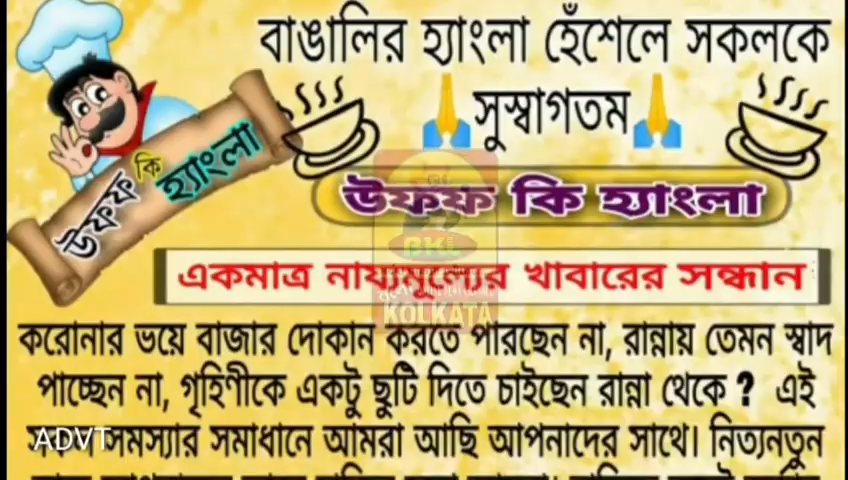 বাঙালির হ্যাংলা হেঁশেলে সকলকে
সুস্বাগতম
উফফ কি হ্যাংলা
উফফ কি হ্যাংলা
একমাত্র নায্যমূল্যের খাবারের সন্ধান
BKL
KOLKATA
করোনার ভয়ে বাজার দোকান করতে পারছেন না, রান্নায় তেমন স্বাদ
পাচ্ছেন না, গৃহিণীকে একটু ছুটি দিতে চাইছেন রান্না থেকে ? এই
সমস্যার সমাধানে আমরা আছি আপনাদের সাথে। নিত্যনতুন
ADVT